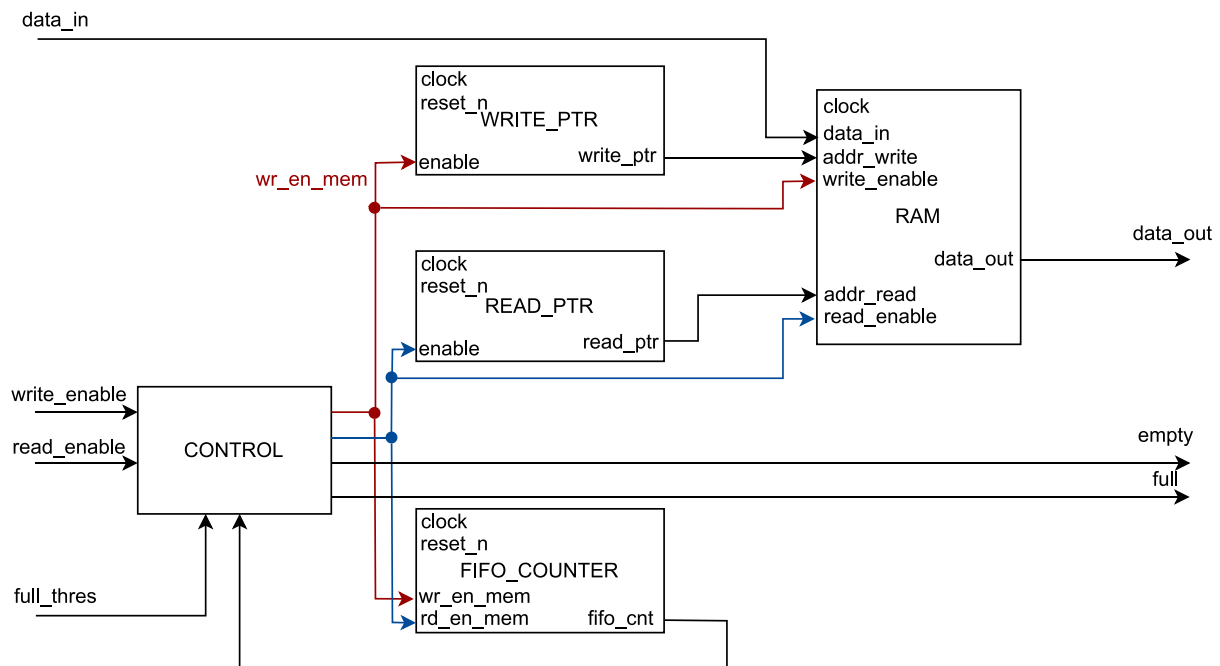 data_in
clock
reset_n
WRITE_PTR
enable
write_ptr
wr_en_mem
clock
data_in
addr_write
write_enable
RAM
data_out
addr_read
read_enable
data_out
clock
reset_n
READ_PTR
enable
read_ptr
write_enable
read_enable
CONTROL
empty
full
full_thres
clock
reset_n
FIFO_COUNTER
wr_en_mem
rd_en_mem
fifo_cnt